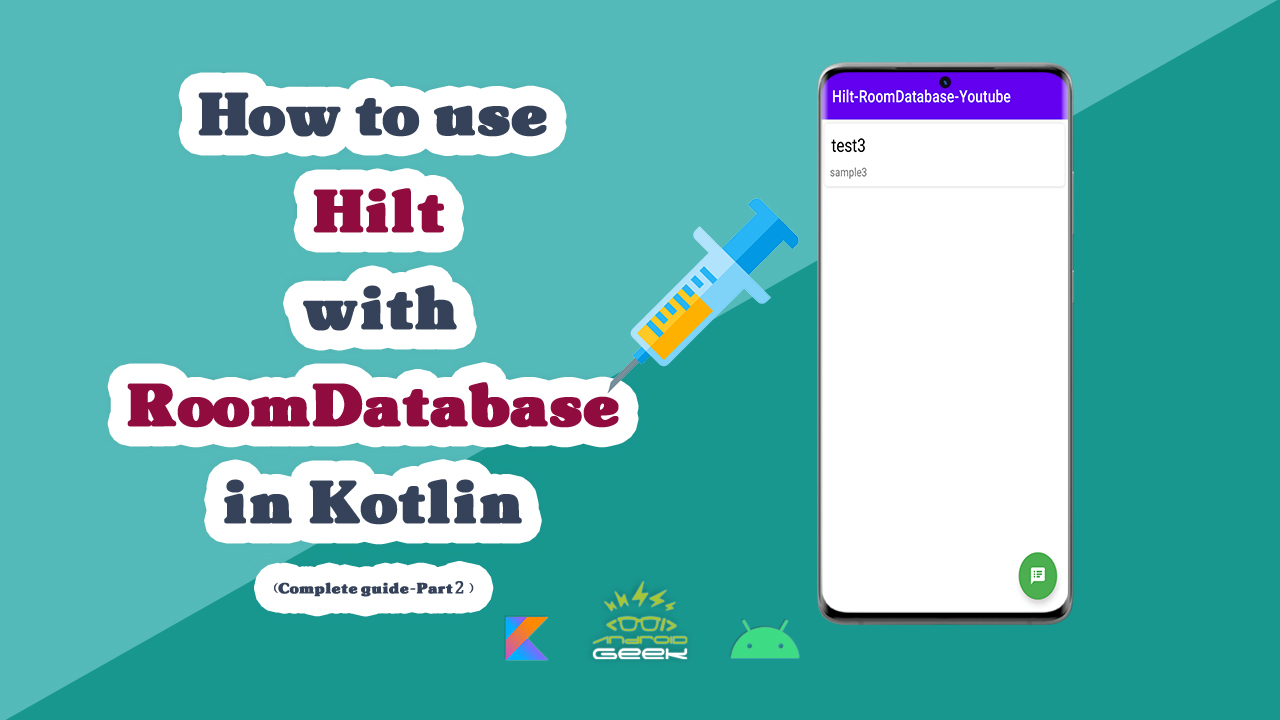 How to use
Hilt
with
RoomDatabase
in Kotlin
(Complete guide-Part 2 )
Hilt-RoomDatabase-Youtube
test3
sample3
ANDROID
GEEK